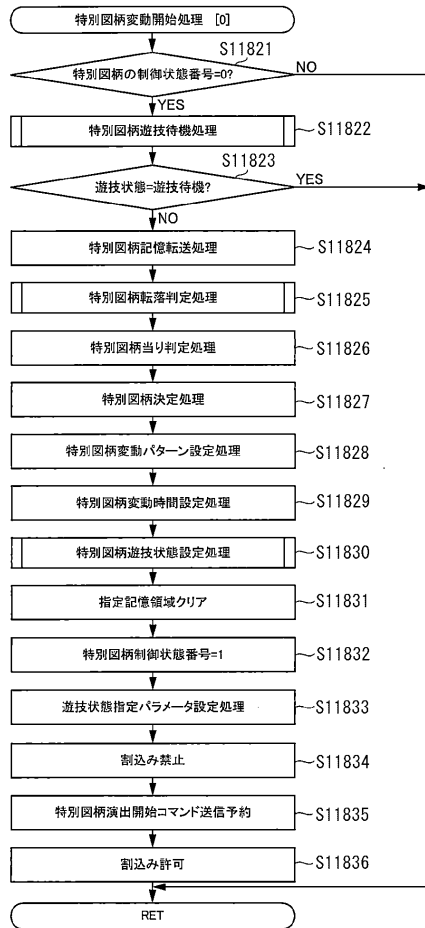 特別図柄変動開始処理 [0]
S11821
特別図柄の制御状態番号=0?
NO
YES
特別図柄遊技待機処理
S11822
S11823
遊技状態=遊技待機?
YES
NO
特別図柄記憶転送処理
S11824
特別図柄転落判定処理
S11825
特別図柄当り判定処理
S11826
特別図柄決定処理
S11827
特別図柄変動パターン設定処理
S11828
特別図柄変動時間設定処理
S11829
特別図柄遊技状態設定処理
S11830
指定記憶領域クリア
S11831
特別図柄制御状態番号=1
S11832
遊技状態指定パラメータ設定処理
S11833
割込み禁止
S11834
特別図柄演出開始コマンド送信予約
S11835
割込み許可
S11836
RET